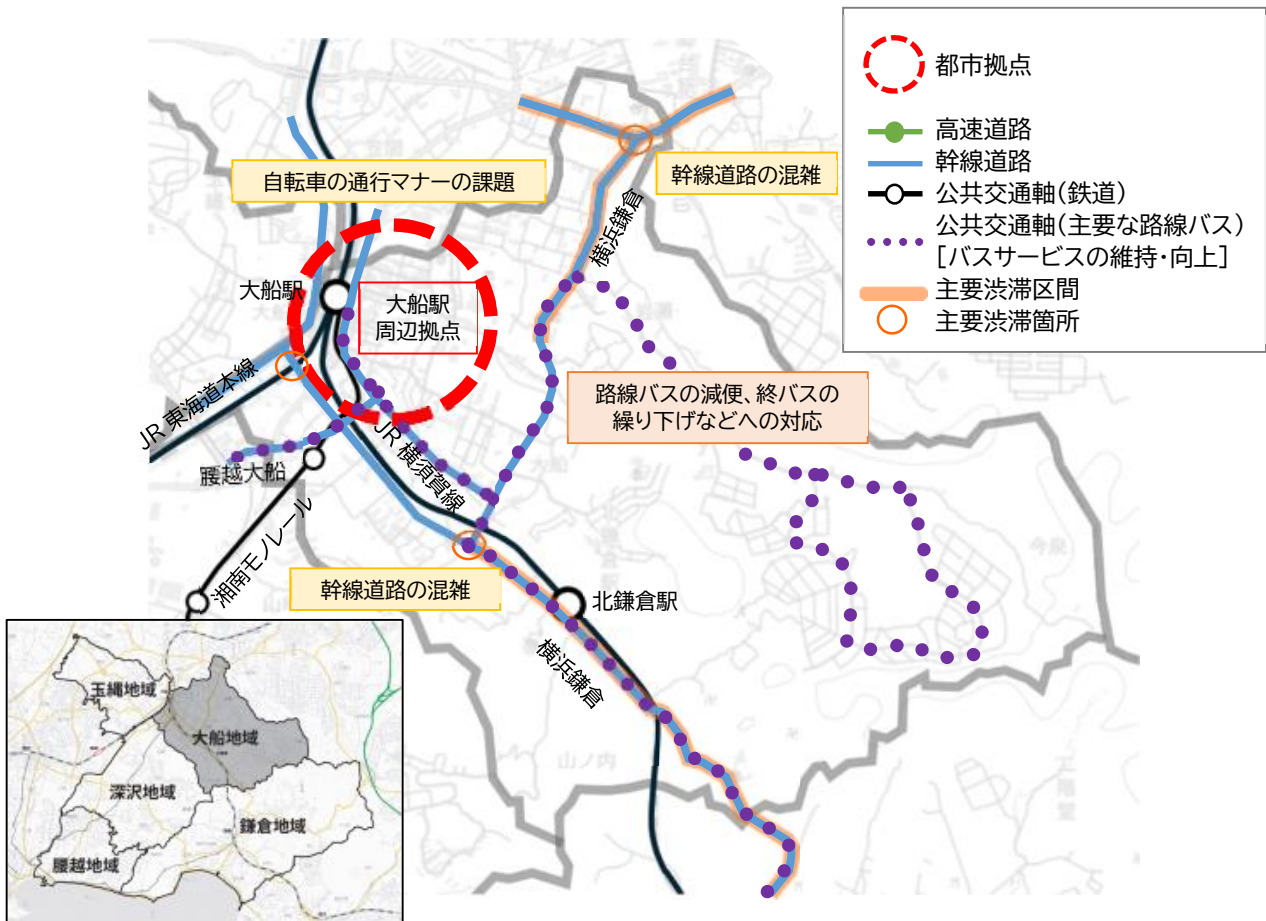 都市拠点
高速道路
幹線道路
公共交通軸(鉄道)
公共交通軸(主要な路線バス)
[バスサービスの維持・向上]
主要渋滞区間
主要渋滞箇所
自転車の通行マナーの課題
幹線道路の混雑
横浜鎌倉
大船駅
大船駅
周辺拠点
JR東海道本線
路線バスの減便、終バスの
繰り下げなどへの対応
腰越大船
JR横須賀線
大船
今泉
湘南モノレール
幹線道路の混雑
北鎌倉駅
横浜鎌倉
山ノ内
玉縄地域
大船地域
深沢地域
鎌倉地域
腰越地域